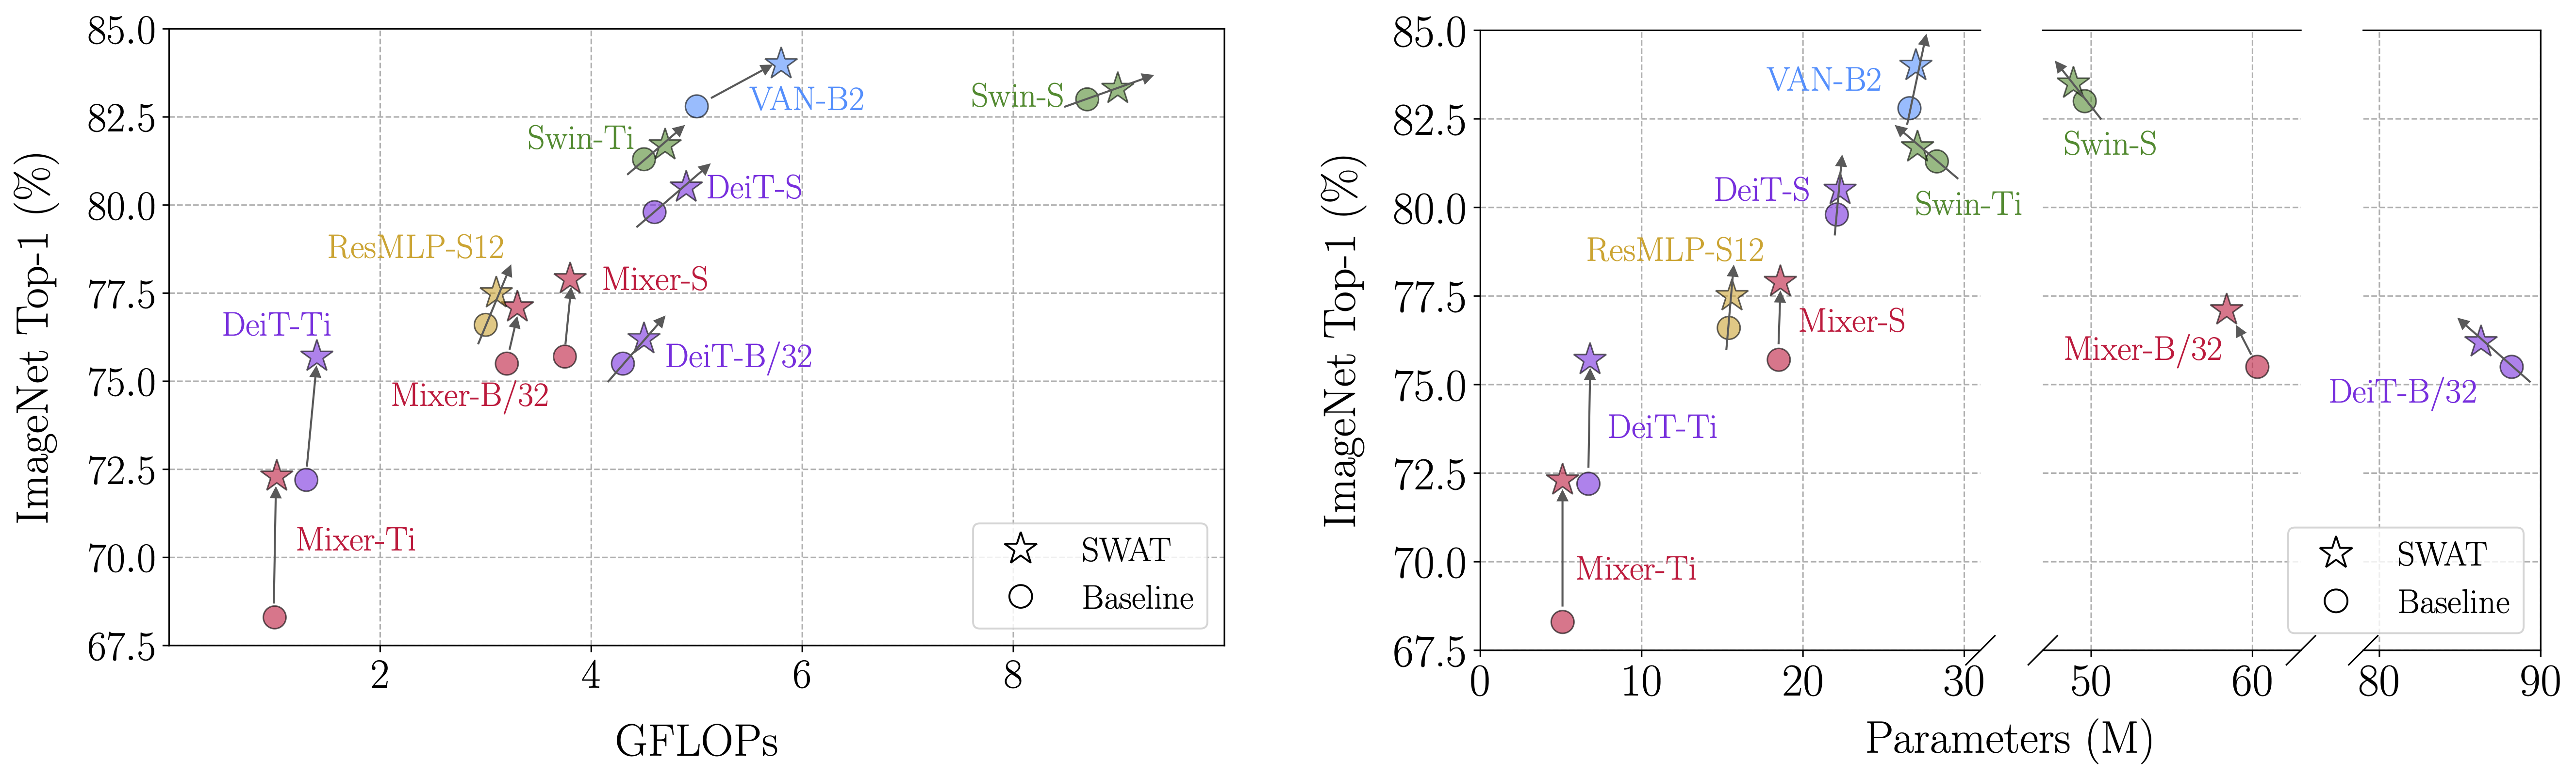 ImageNet Top-1 (%)
85.0
82.5
80.0
77.5
75.0
72.5
70.0
67.5
VAN-B2
Swin-S
Swin-Ti
DeiT-S
ResMLP-S12
Mixer-S
DeiT-Ti
DeiT-B/32
Mixer-B/32
Mixer-Ti
SWAT
Baseline
2 4 6 8
GFLOPs
ImageNet Top-1 (%)
85.0
82.5
80.0
77.5
75.0
72.5
70.0
67.5
VAN-B2
Swin-S
DeiT-S
Swin-Ti
ResMLP-S12
Mixer-S
Mixer-B/32
DeiT-B/32
DeiT-Ti
Mixer-Ti
SWAT
Baseline
0 10 20 30 50 60 80 90
Parameters (M)